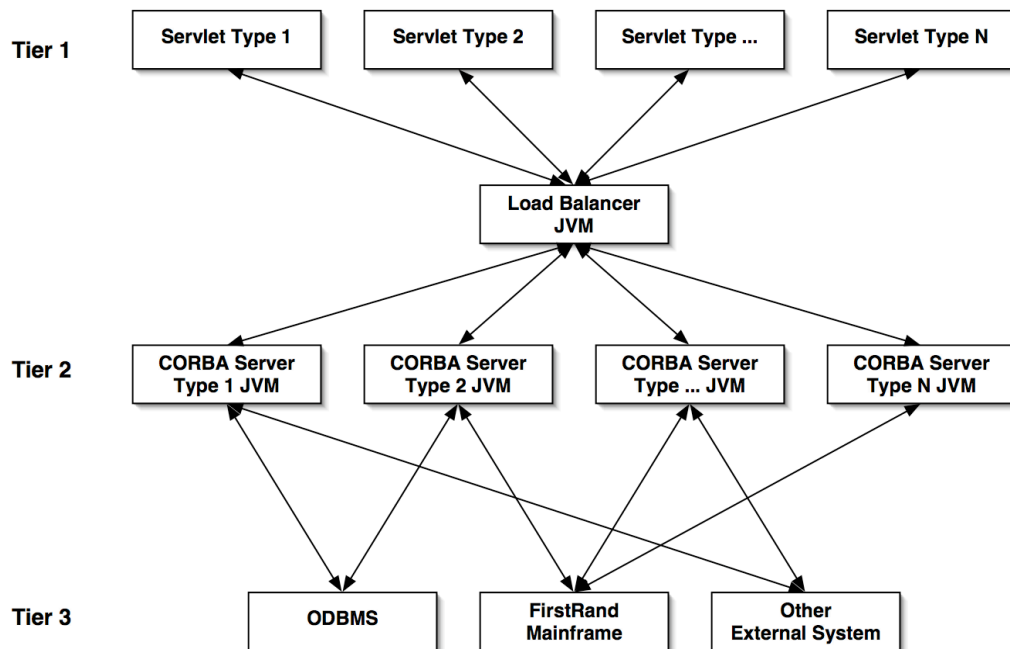 Tier 1
Servlet Type 1
Servlet Type 2
Servlet Type ...
Servlet Type N
Load Balancer
JVM
Tier 2
CORBA Server
Type 1 JVM
CORBA Server
Type 2 JVM
CORBA Server
Type ... JVM
CORBA Server
Type N JVM
Tier 3
ODBMS
FirstRand
Mainframe
Other
External System